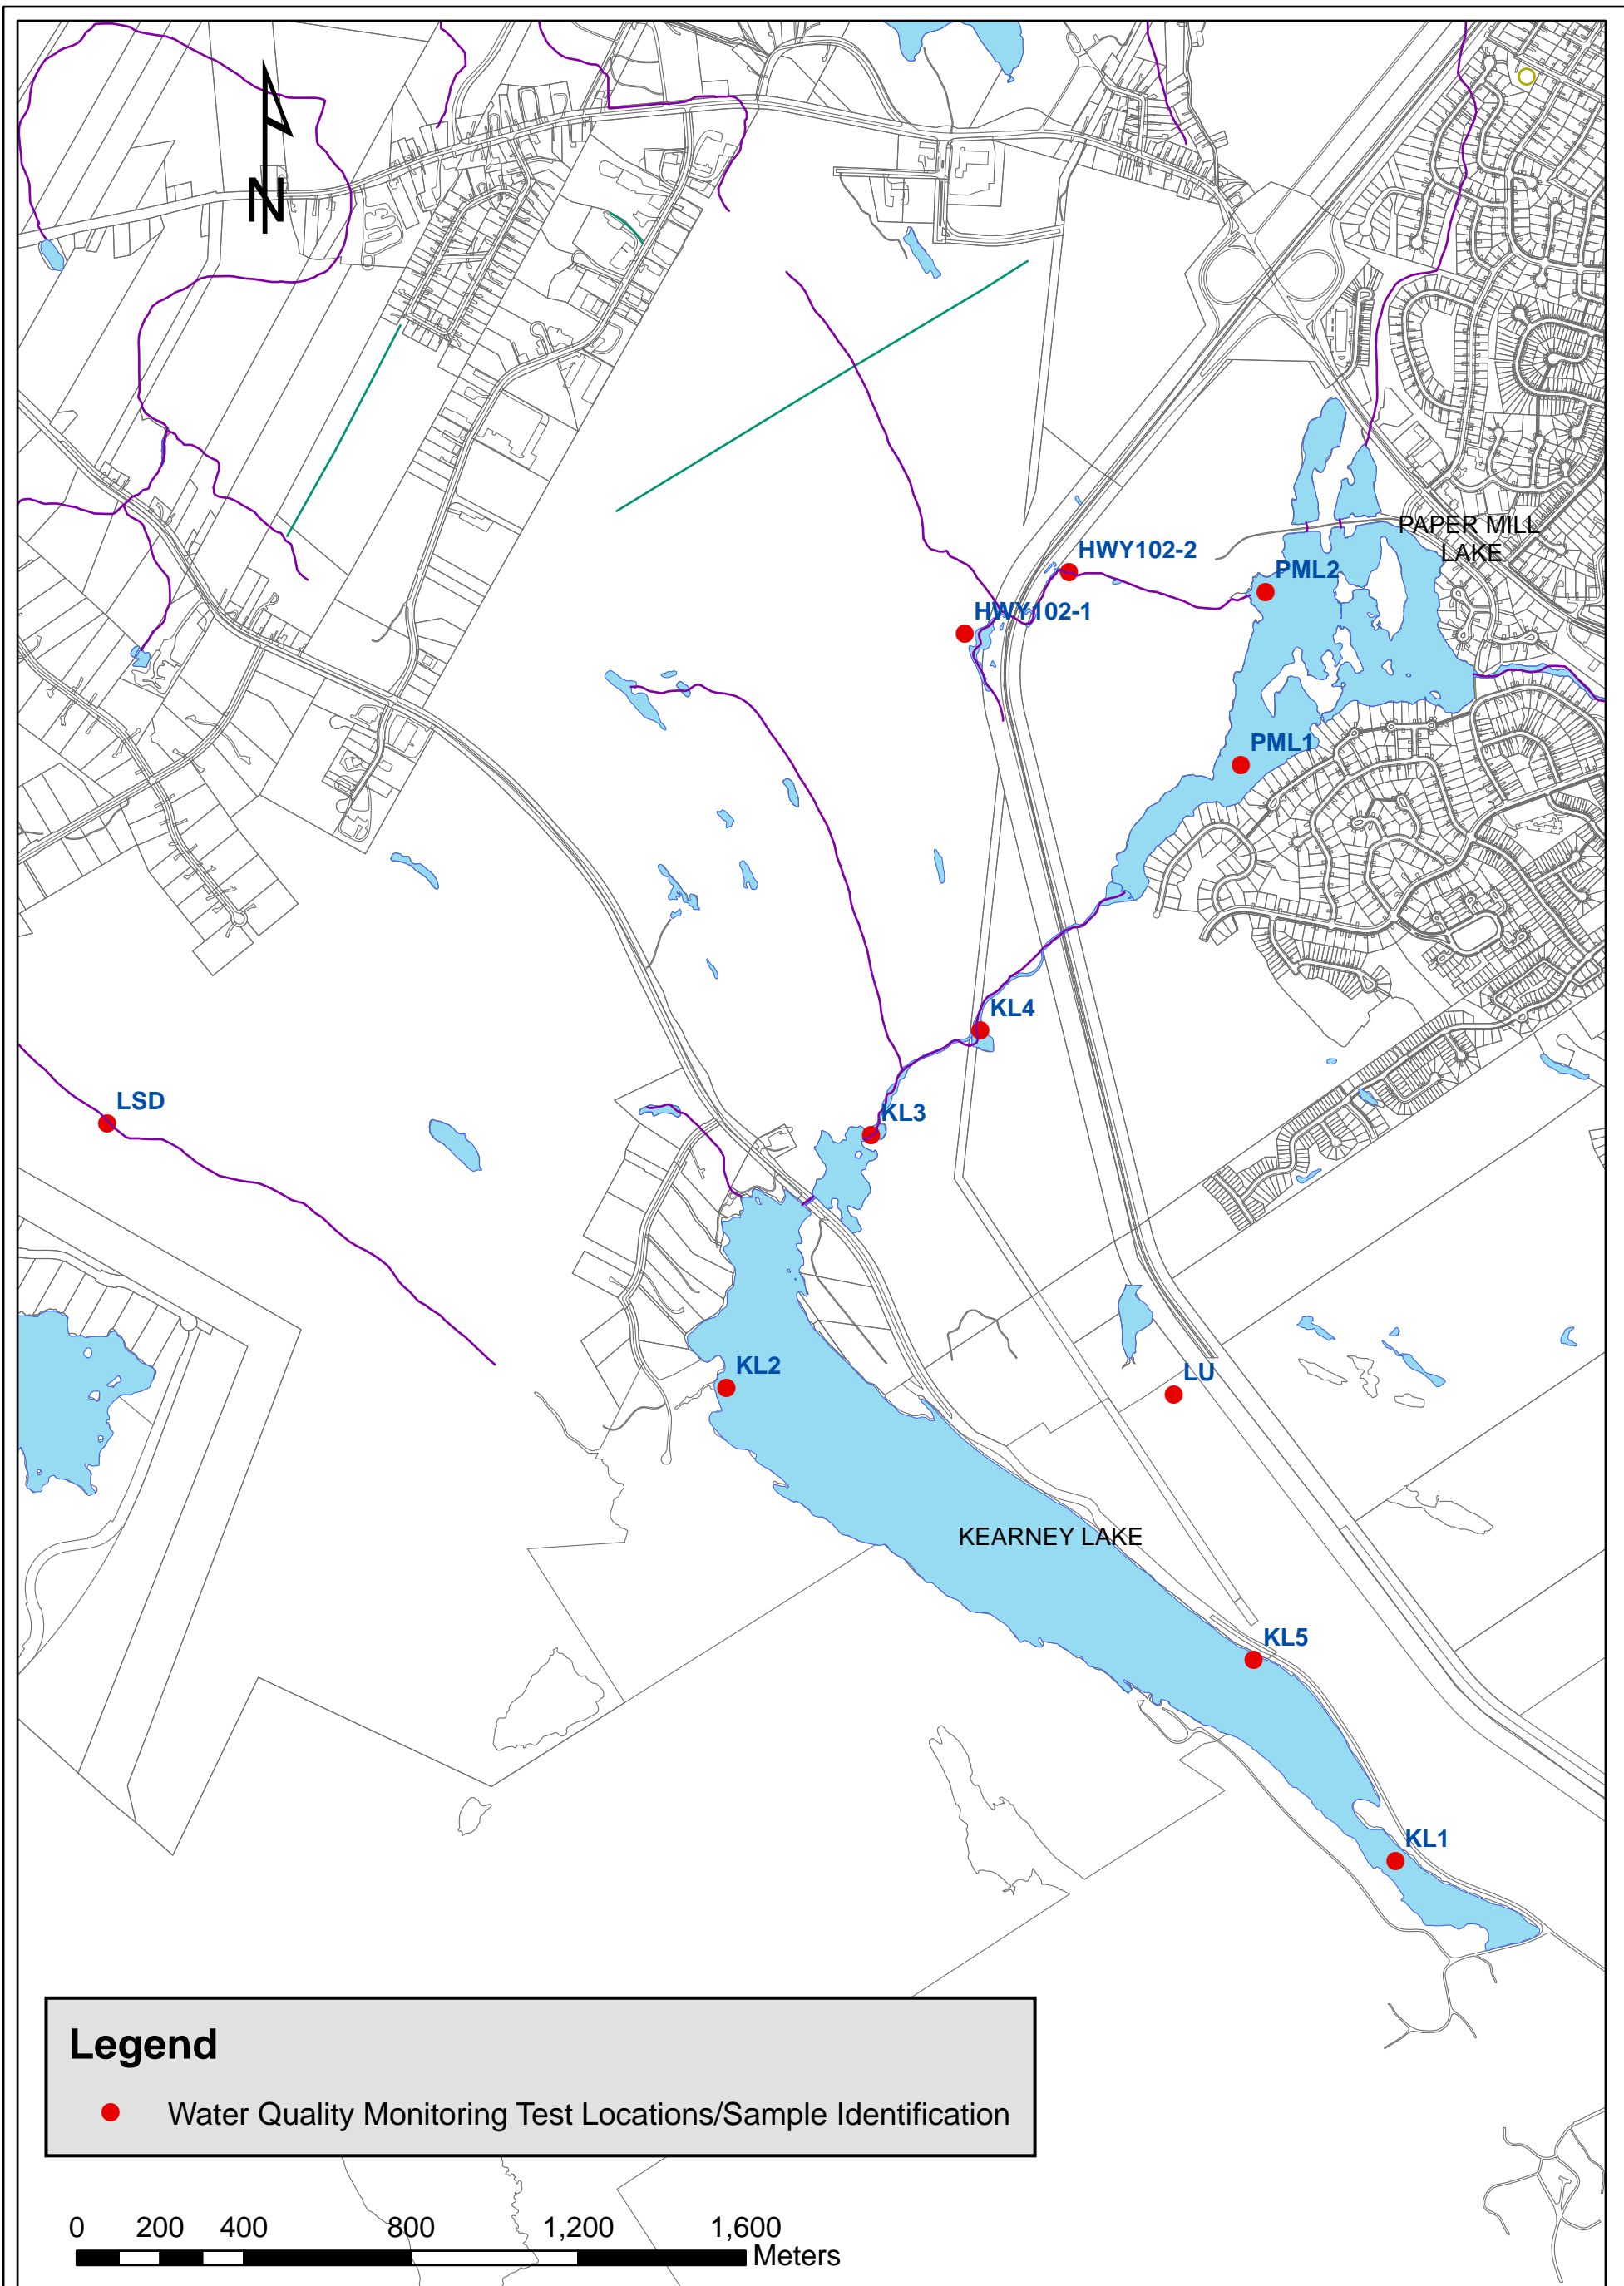 N
PAPER MILL
LAKE
HWY102-2
PML2
HWY102-1
PML1
KL4
LSD
KL3
KL2
LU
KEARNEY LAKE
KL5
KL1
Legend
Water Quality Monitoring Test Locations/Sample Identification
0 200 400 800 1,200 1,600
Meters